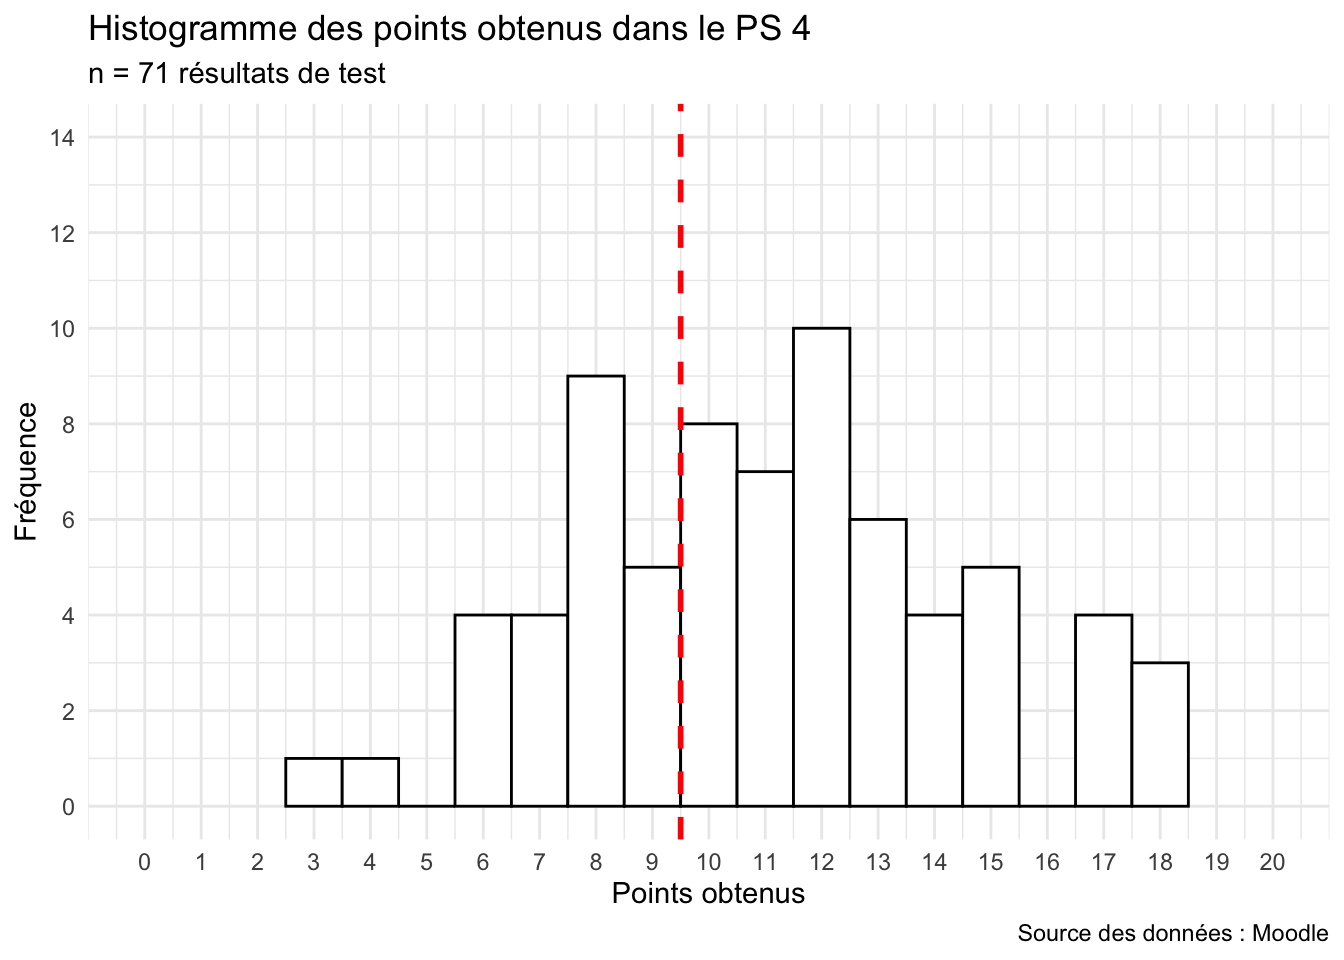 Histogramme des points obtenus dans le PS 4
n = 71 résultats de test
14
12
10
8
6
4
2
0
Fréquence
0 1 2 3 4 5 6 7 8 9 10 11 12 13 14 15 16 17 18 19 20
Points obtenus
Source des données : Moodle